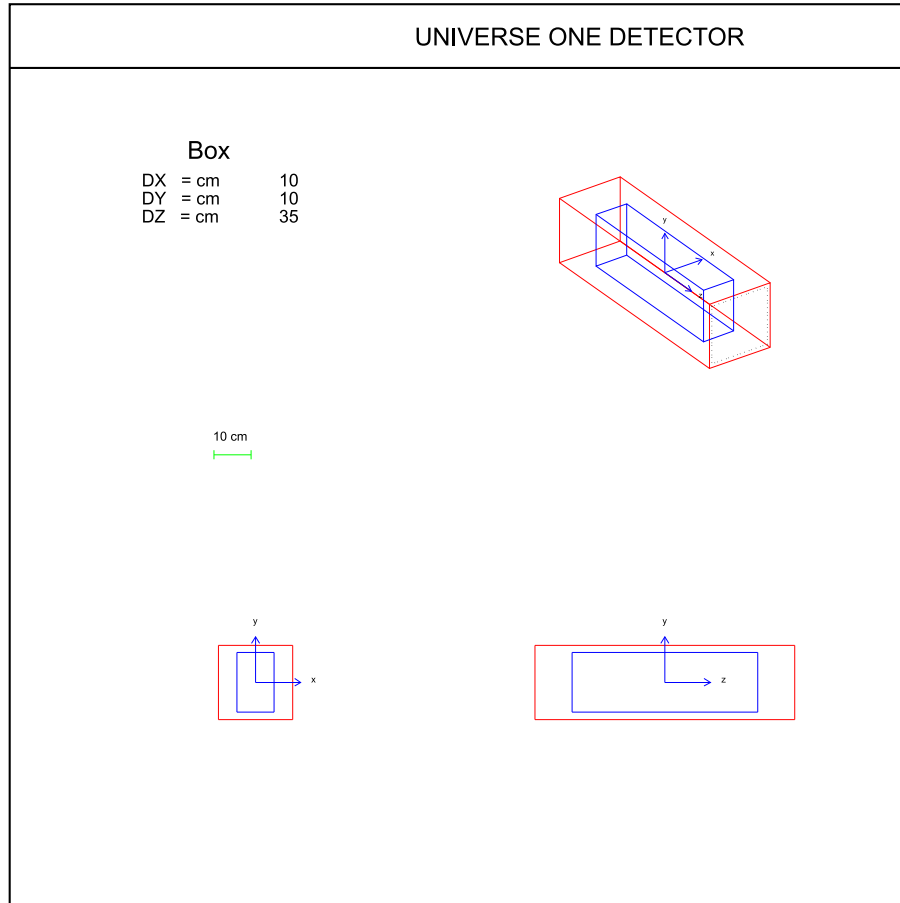 UNIVERSE ONE DETECTOR
Box
DX = cm 10
DY = cm 10
DZ = cm 35
y
x
z
10 cm
y
x
y
z